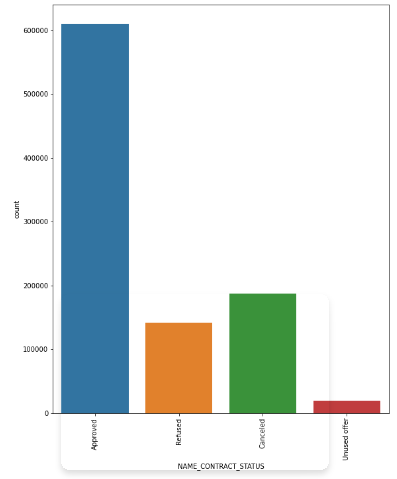 600000
500000
400000
300000
200000
100000
0
count
Approved
Refused
Canceled
Unused offer
NAME_CONTRACT_STATUS